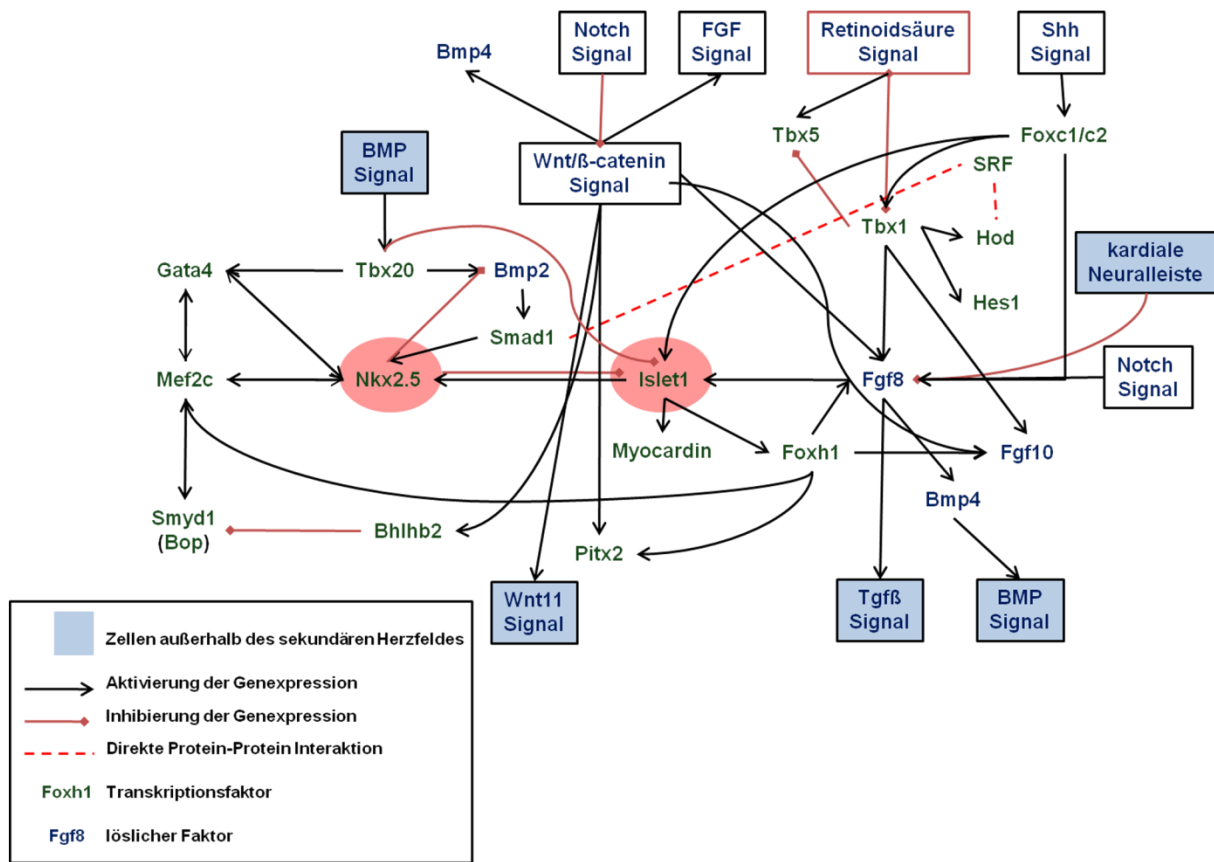 Notch
Signal
FGF
Signal
Retinoidsäure
Signal
Shh
Signal
Bmp4
Tbx5
Foxc1/c2
BMP
Signal
Wnt/ß-catenin
Signal
SRF
Tbx1
Hod
kardiale
Neuralleiste
Gata4
Tbx20
Bmp2
Hes1
Smad1
Mef2c
Nkx2.5
Islet1
Fgf8
Notch
Signal
Myocardin
Foxh1
Fgf10
Bmp4
Smyd1
(Bop)
Bhlhb2
Pitx2
Wnt11
Signal
Tgfß
Signal
BMP
Signal
Zellen außerhalb des sekundären Herzfeldes
Aktivierung der Genexpression
Inhibierung der Genexpression
Direkte Protein-Protein Interaktion
Foxh1 Transkriptionsfaktor
Fgf8 löslicher Faktor